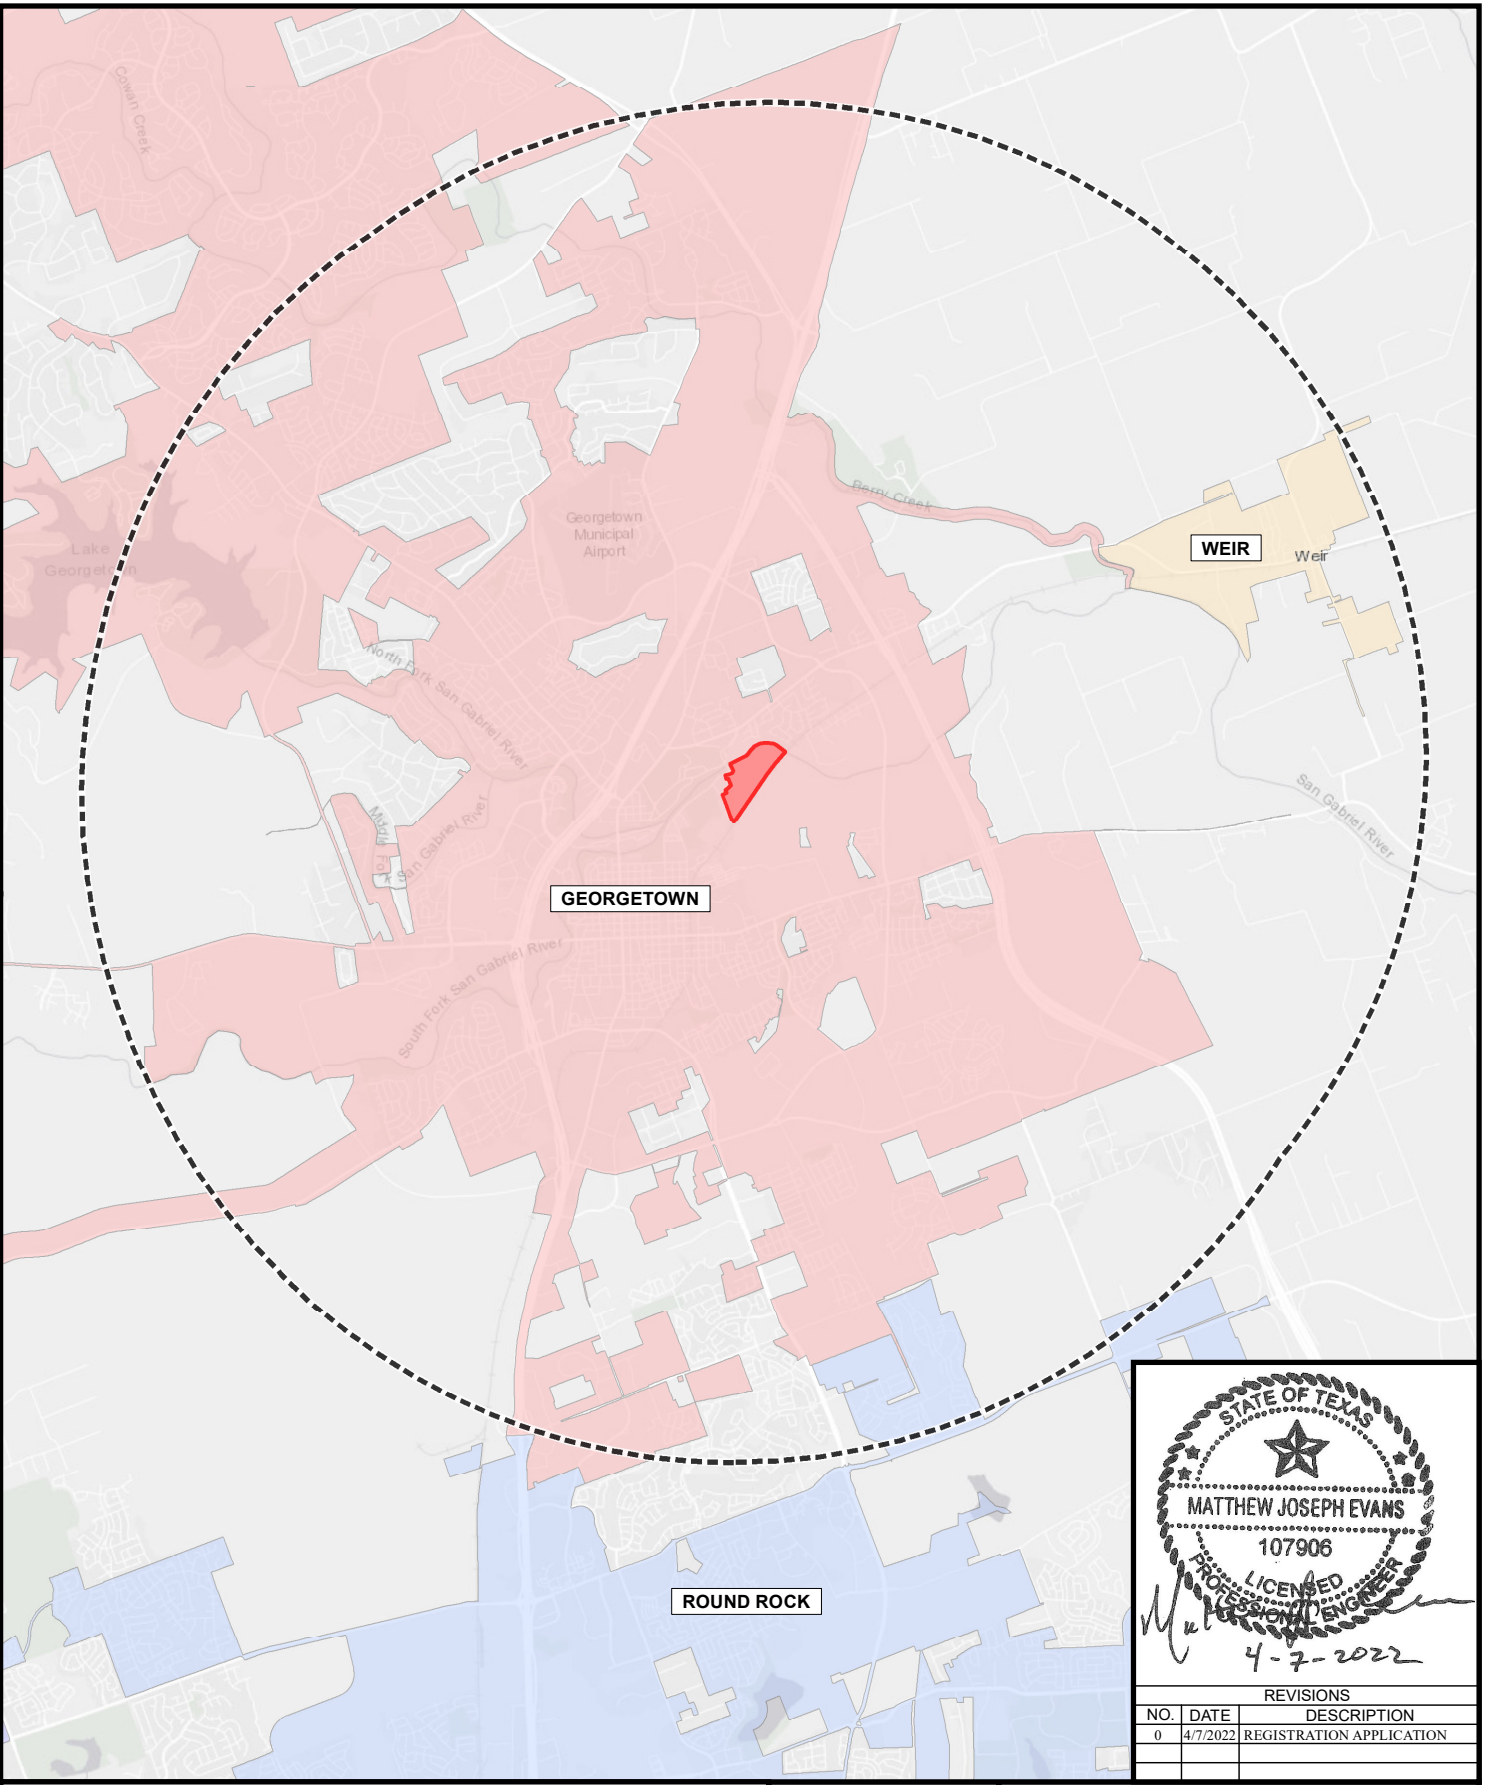 Cowan Creek
Lake
Georgetown
Georgetown
Municipal
Airport
Berry Creek
WEIR
Weir
North Fork San Gabriel River
Middle Fork San Gabriel River
San Gabriel River
GEORGETOWN
South Fork San Gabriel River
ROUND ROCK
STATE OF TEXAS
MATTHEW JOSEPH EVANS
107906
LICENSED
PROFESSIONAL ENGINEER
4-7-2022
REVISIONS
NO. DATE DESCRIPTION
0 4/7/2022 REGISTRATION APPLICATION